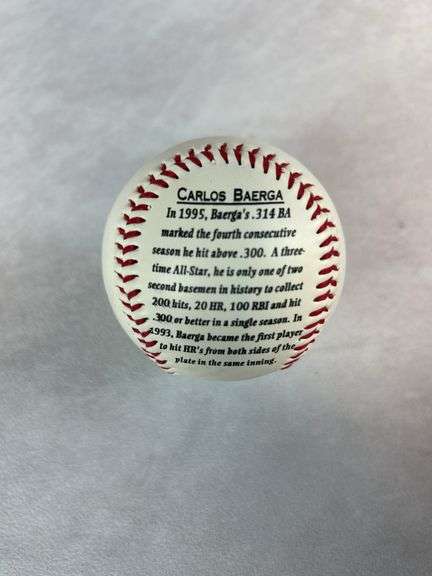 CARLOS BAERGA
In 1995, Baerga's .314 BA
marked the fourth consecutive
season he hit above .300. A three-
time All-Star, he is only one of two
second basemen in history to collect
200 hits, 20 HR, 100 RBI and hit
.300 or better in a single season. In
1993, Baerga became the first player
to hit HR's from both sides of the
plate in the same inning.